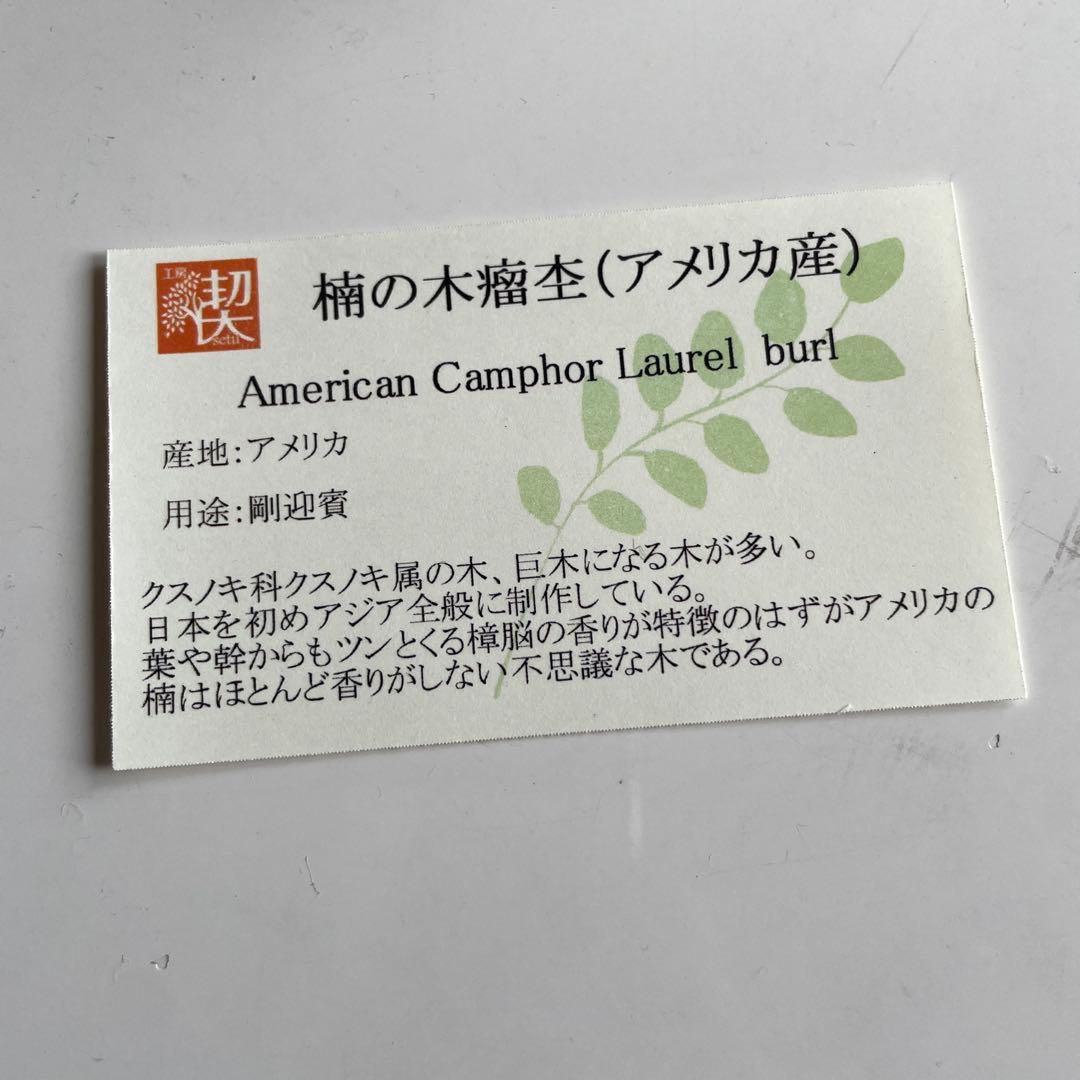 工房
契
setu
楠の木瘤杢(アメリカ産)
American Camphor Laurel burl
産地:アメリカ
用途:剛迎賓
クスノキ科クスノキ属の木、巨木になる木が多い。
日本を初めアジア全般に制作している。
葉や幹からもツンとくる樟脳の香りが特徴のはずがアメリカの
楠はほとんど香りがしない不思議な木である。